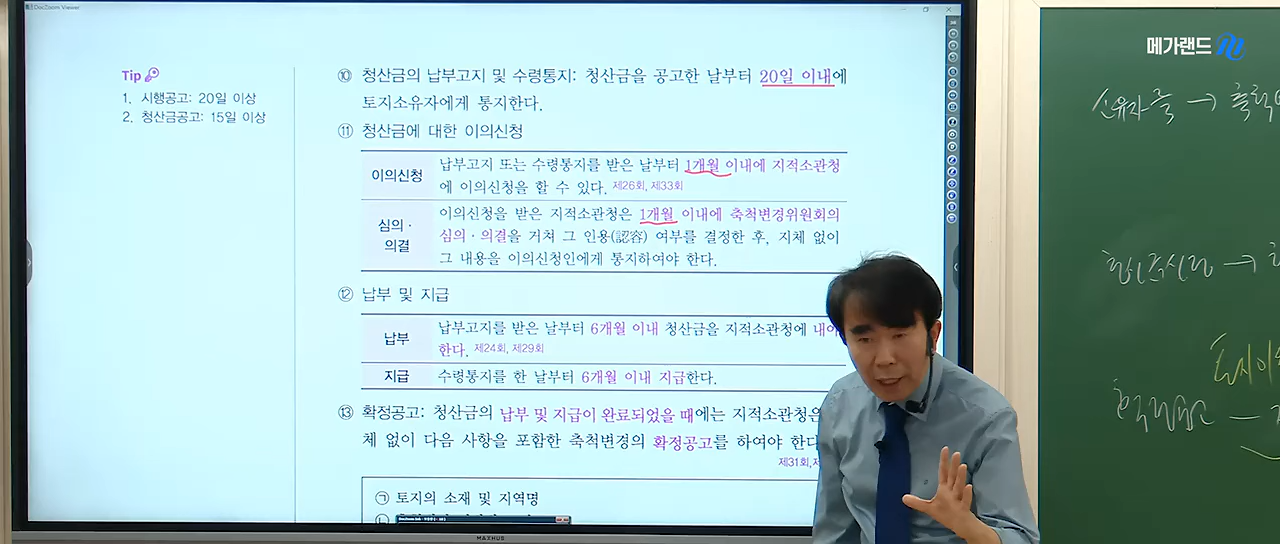 DocZoom Viewer
메가랜드
Tip
1. 시행공고: 20일 이상
2. 청산금공고: 15일 이상
⑩ 청산금의 납부고지 및 수령통지: 청산금을 공고한 날부터 20일 이내에
토지소유자에게 통지한다.
⑪ 청산금에 대한 이의신청
이의신청
납부고지 또는 수령통지를 받은 날부터 1개월 이내에 지적소관청
에 이의신청을 할 수 있다. 제26회, 제33회
심의 ·
의결
이의신청을 받은 지적소관청은 1개월 이내에 축척변경위원회의
심의 · 의결을 거쳐 그 인용(認容) 여부를 결정한 후, 지체 없이
그 내용을 이의신청인에게 통지하여야 한다.
⑫ 납부 및 지급
납부
납부고지를 받은 날부터 6개월 이내 청산금을 지적소관청에 내야
한다. 제24회, 제29회
지급
수령통지를 한 날부터 6개월 이내 지급한다.
⑬ 확정공고: 청산금의 납부 및 지급이 완료되었을 때에는 지적소관청은
체 없이 다음 사항을 포함한 축척변경의 확정공고를 하여야 한다
제31회,
㉠ 토지의 소재 및 지역명
㉡
MAXHUS
소유자 →